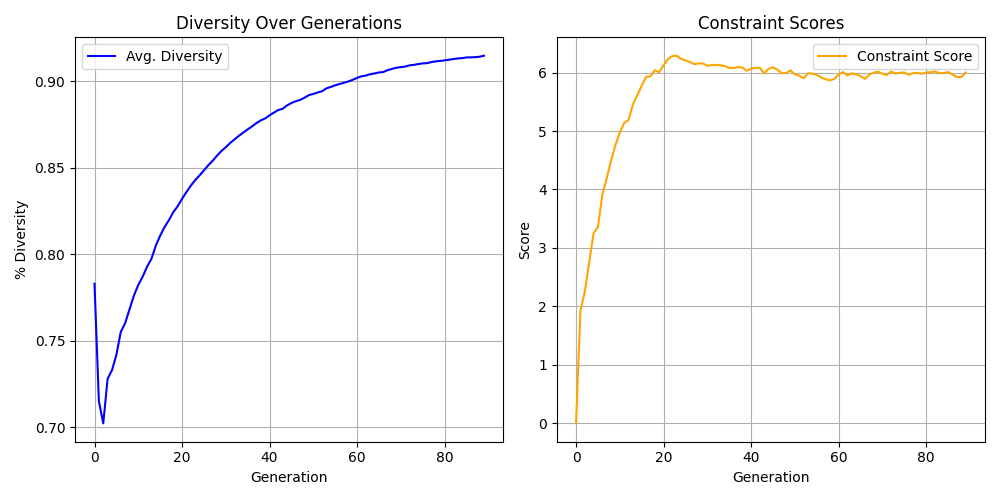 Diversity Over Generations
Avg. Diversity
0.90
0.85
0.80
0.75
0.70
% Diversity
0 20 40 60 80
Generation
Constraint Scores
Constraint Score
6
5
4
3
2
1
0
Score
0 20 40 60 80
Generation